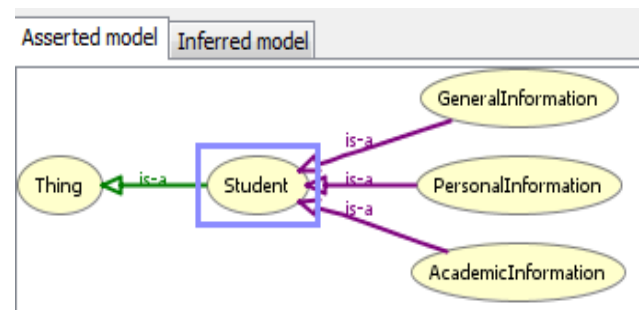 Asserted model Inferred model
GeneralInformation
is-a
Thing is-a Student is-a PersonalInformation
is-a
AcademicInformation